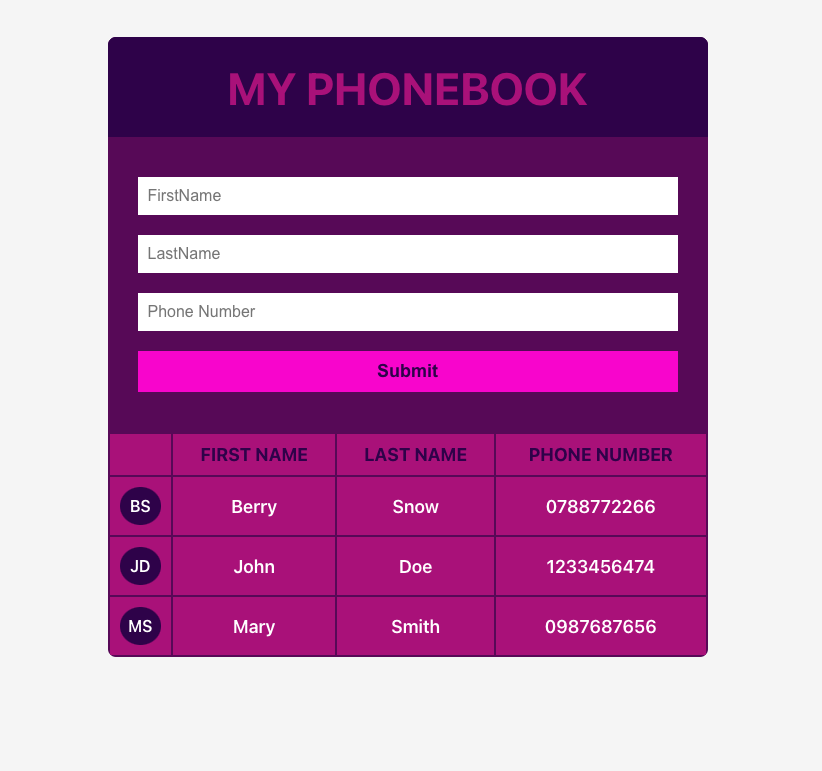 MY PHONEBOOK
FirstName
LastName
Phone Number
Submit
FIRST NAME LAST NAME PHONE NUMBER
BS Berry Snow 0788772266
JD John Doe 1233456474
MS Mary Smith 0987687656